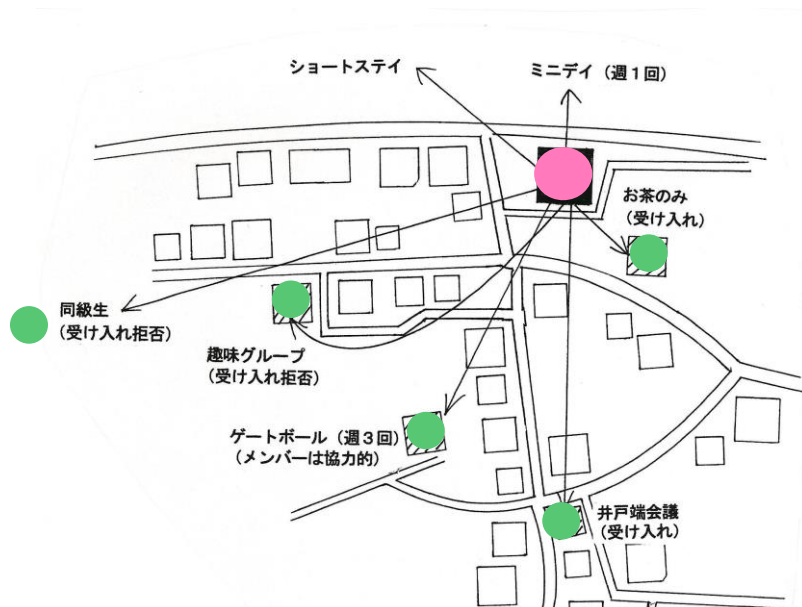 ショートステイ
ミニデイ（週１回）
お茶のみ
（受け入れ）
同級生
（受け入れ拒否）
趣味グループ
（受け入れ拒否）
ゲートボール（週３回）
（メンバーは協力的）
井戸端会議
（受け入れ）